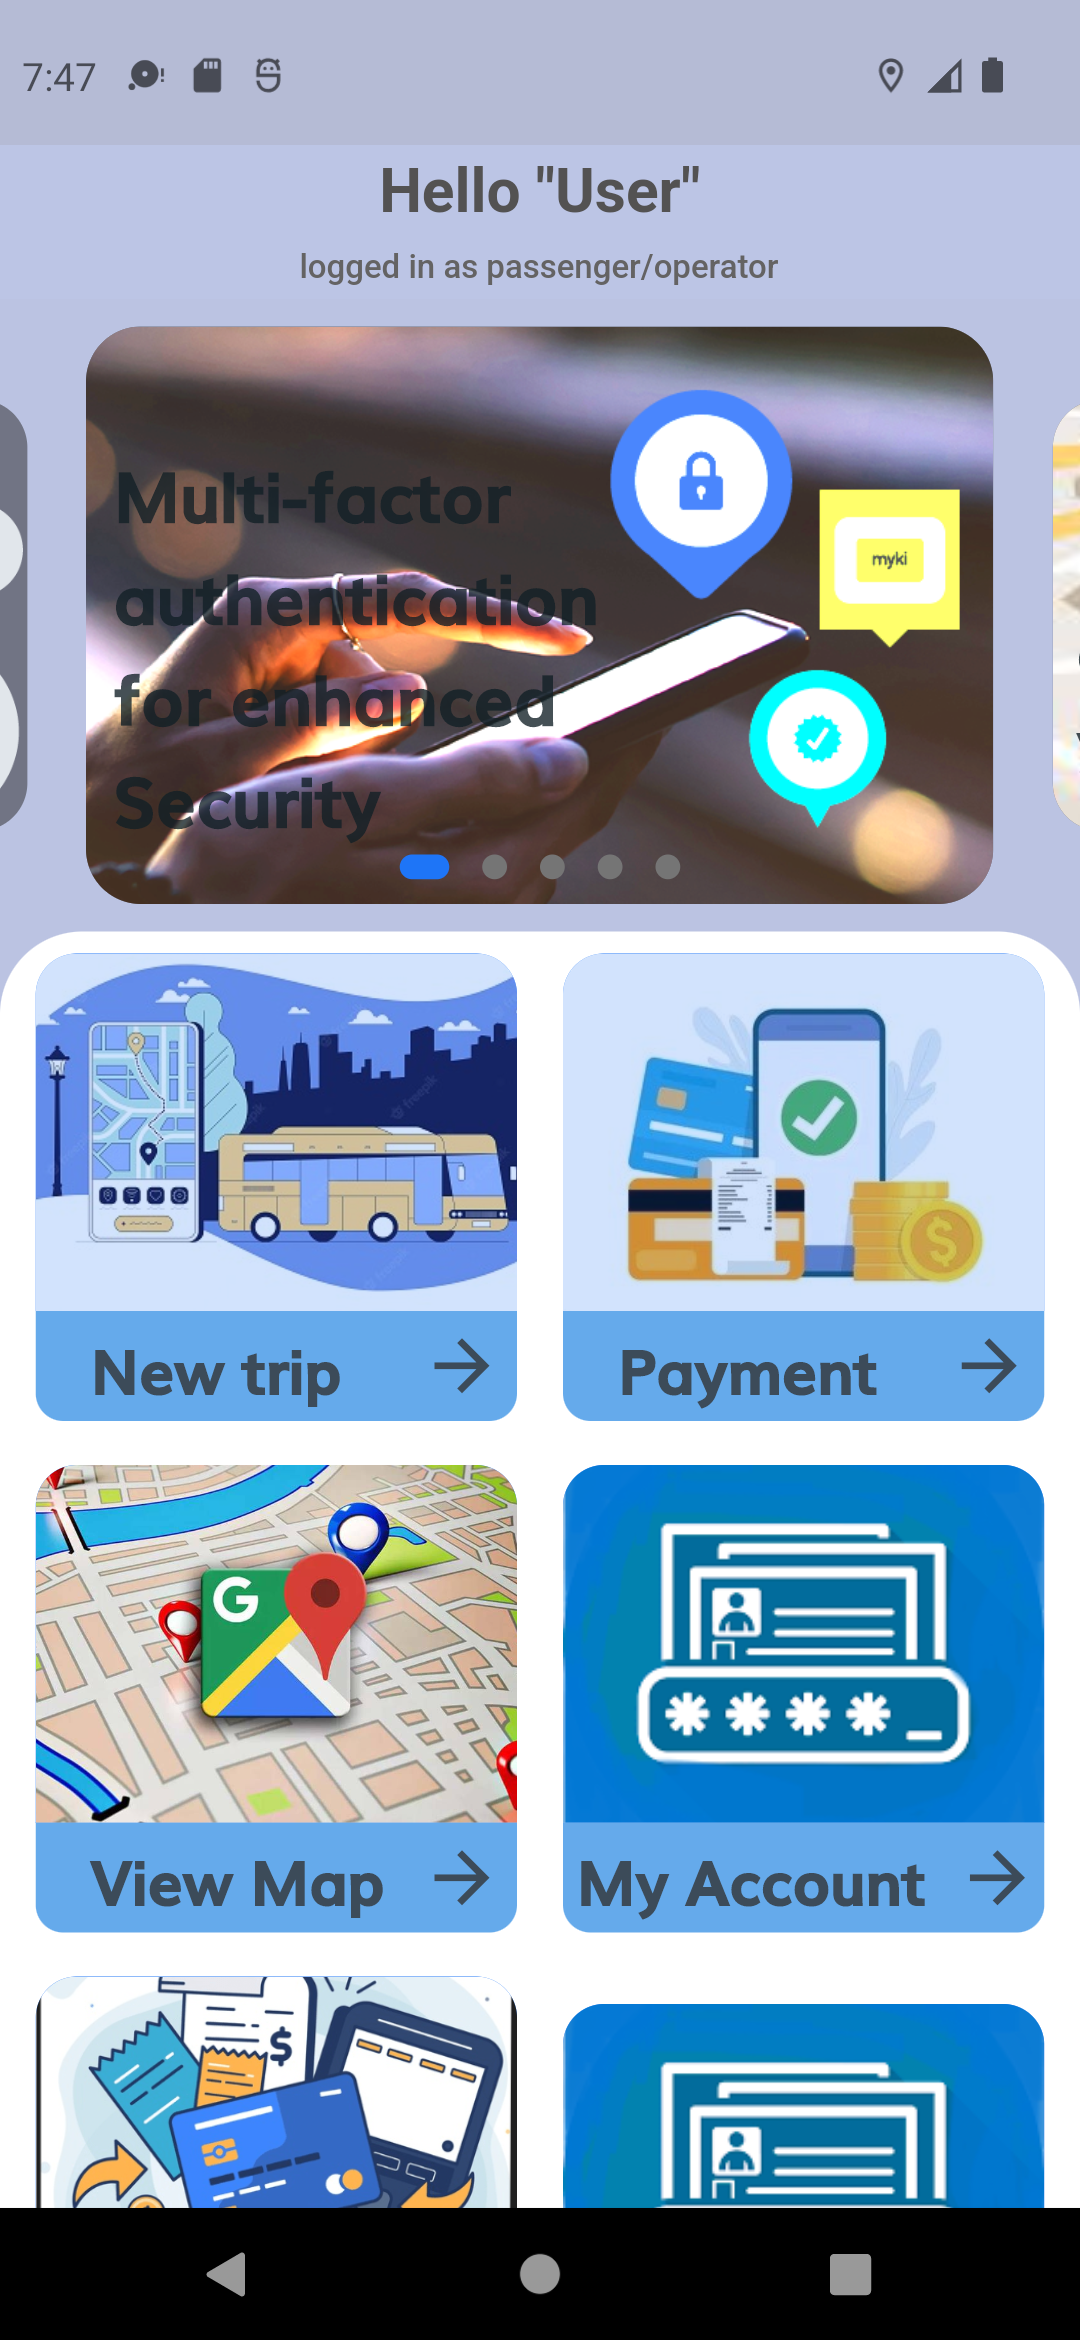 7:47
Hello "User"
logged in as passenger/operator
Multi-factor
authentication
for enhanced
Security
myki
New trip
Payment
G
View Map
My Account